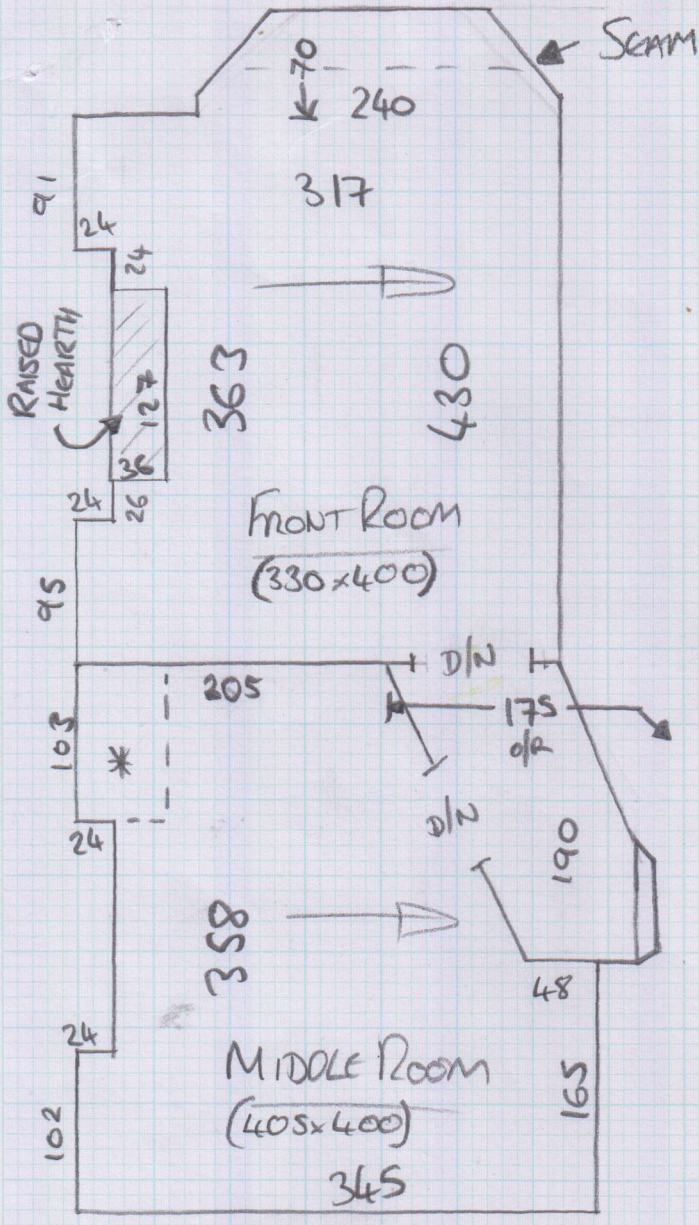 SEAM
70
240
91
317
24
24
RAISED
HEARTH
363
127
430
36
24
26
FRONT ROOM
(330x400)
95
D/N
205
175
O/R
103
*
D/N
24
190
358
48
24
MIDDLE ROOM
(405x400)
165
102
345